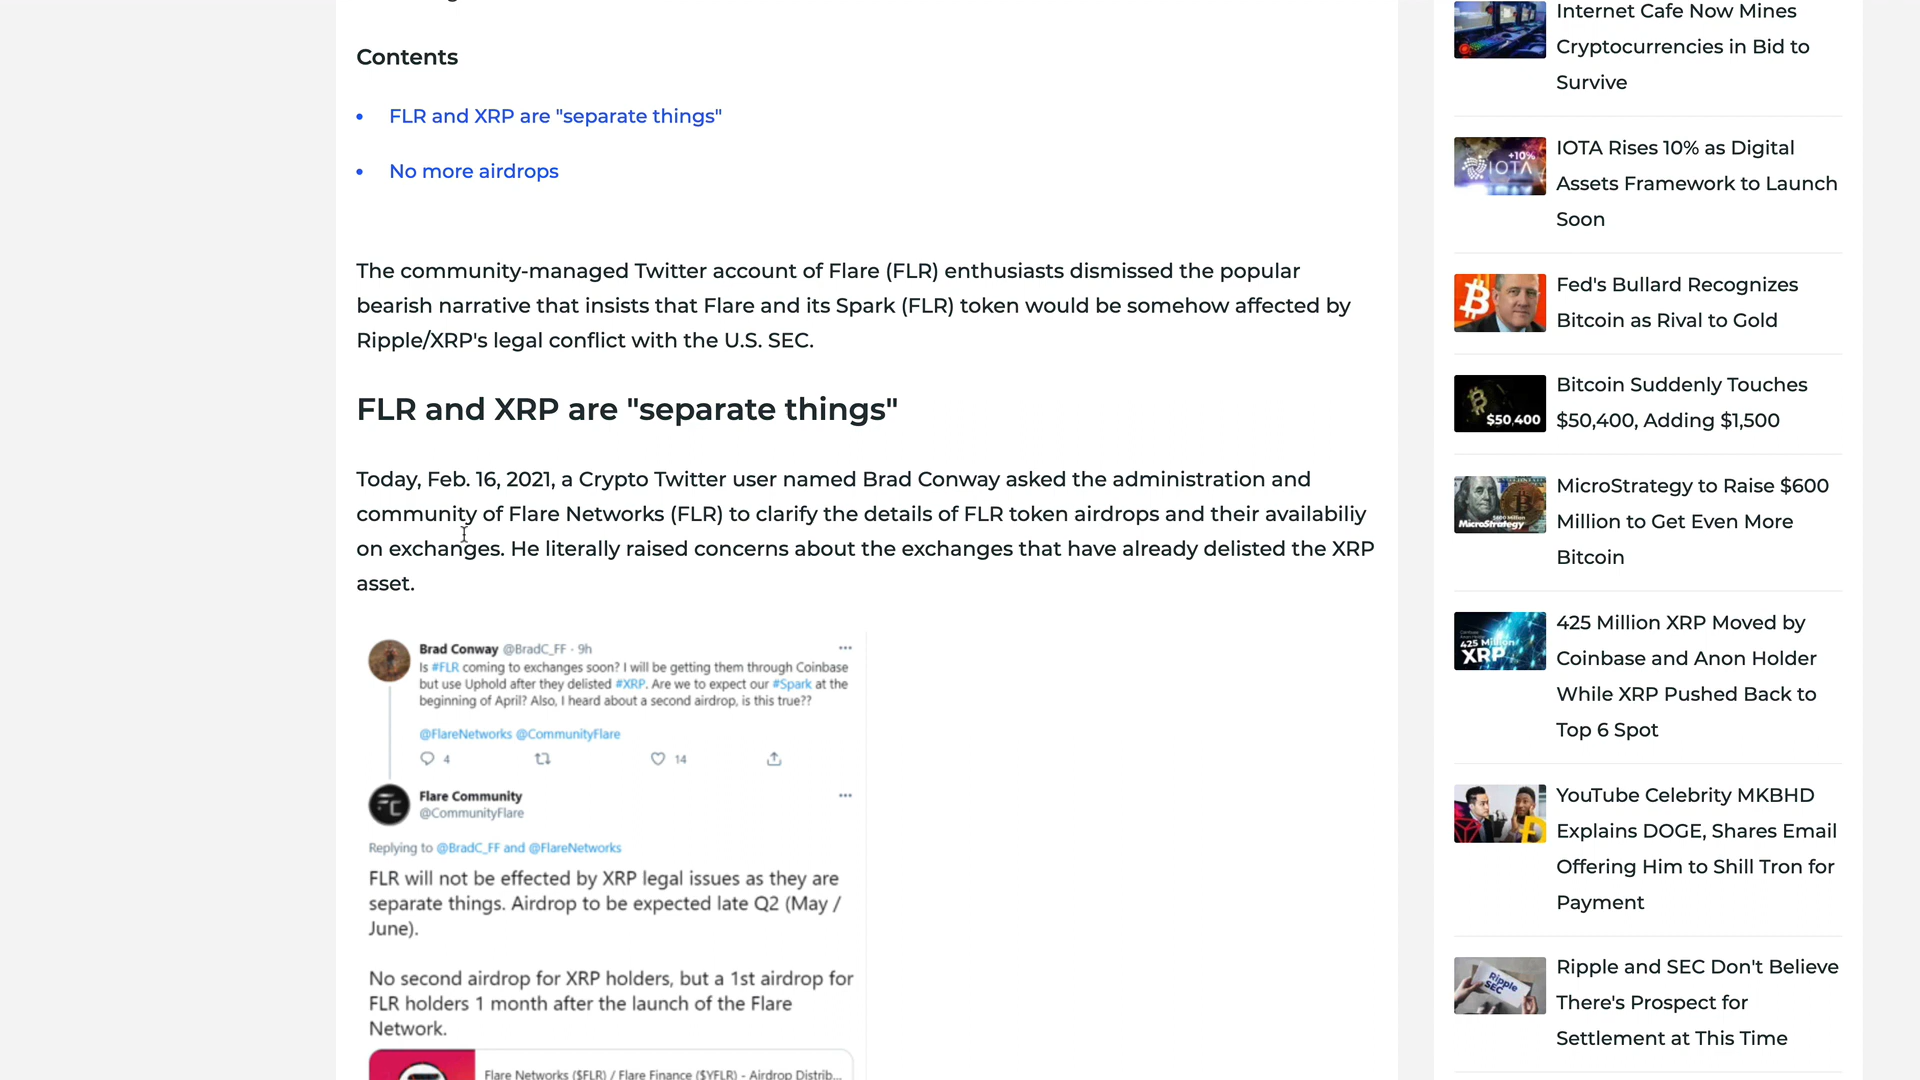 Contents
FLR and XRP are "separate things"
No more airdrops
The community-managed Twitter account of Flare (FLR) enthusiasts dismissed the popular
bearish narrative that insists that Flare and its Spark (FLR) token would be somehow affected by
Ripple/XRP's legal conflict with the U.S. SEC.
FLR and XRP are "separate things"
Today, Feb. 16, 2021, a Crypto Twitter user named Brad Conway asked the administration and
community of Flare Networks (FLR) to clarify the details of FLR token airdrops and their availabiliy
on exchanges. He literally raised concerns about the exchanges that have already delisted the XRP
asset.
Brad Conway @BradC_FF · 9h
Is #FLR coming to exchanges soon? I will be getting them through Coinbase
but use Uphold after they delisted #XRP. Are we to expect our #Spark at the
beginning of April? Also, I heard about a second airdrop, is this true??
@FlareNetworks @CommunityFlare
4 14
Flare Community
@CommunityFlare
Replying to @BradC_FF and @FlareNetworks
FLR will not be effected by XRP legal issues as they are
separate things. Airdrop to be expected late Q2 (May /
June).
No second airdrop for XRP holders, but a 1st airdrop for
FLR holders 1 month after the launch of the Flare
Network.
Flare Networks ($FLR) / Flare Finance ($YFLR) - Airdrop Distrib...
Internet Cafe Now Mines
Cryptocurrencies in Bid to
Survive
+10%
IOTA
IOTA Rises 10% as Digital
Assets Framework to Launch
Soon
Fed's Bullard Recognizes
Bitcoin as Rival to Gold
$50,400
Bitcoin Suddenly Touches
$50,400, Adding $1,500
MicroStrategy
MicroStrategy to Raise $600
Million to Get Even More
Bitcoin
425 Million
XRP
425 Million XRP Moved by
Coinbase and Anon Holder
While XRP Pushed Back to
Top 6 Spot
YouTube Celebrity MKBHD
Explains DOGE, Shares Email
Offering Him to Shill Tron for
Payment
Ripple
SEC
Ripple and SEC Don't Believe
There's Prospect for
Settlement at This Time